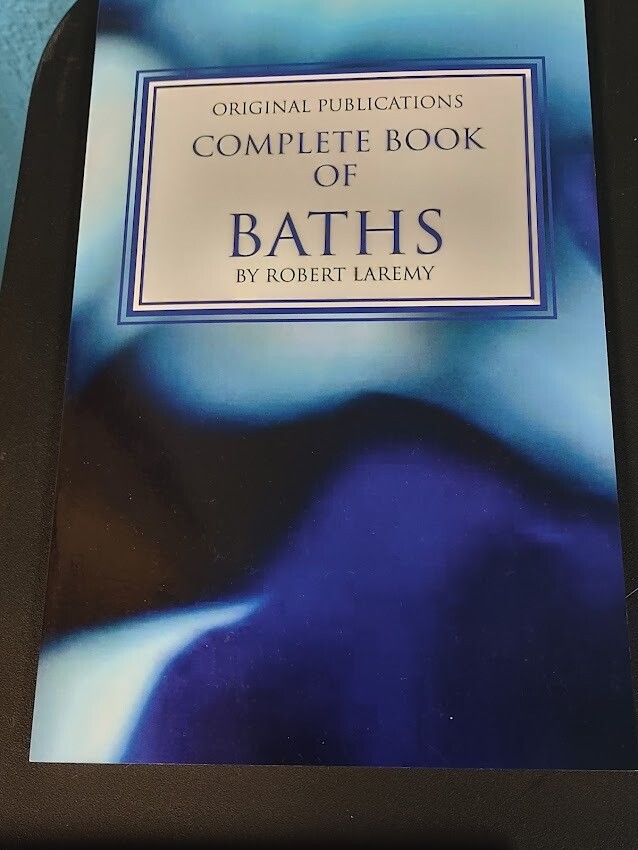 ORIGINAL PUBLICATIONS
COMPLETE BOOK
OF
BATHS
BY ROBERT LAREMY